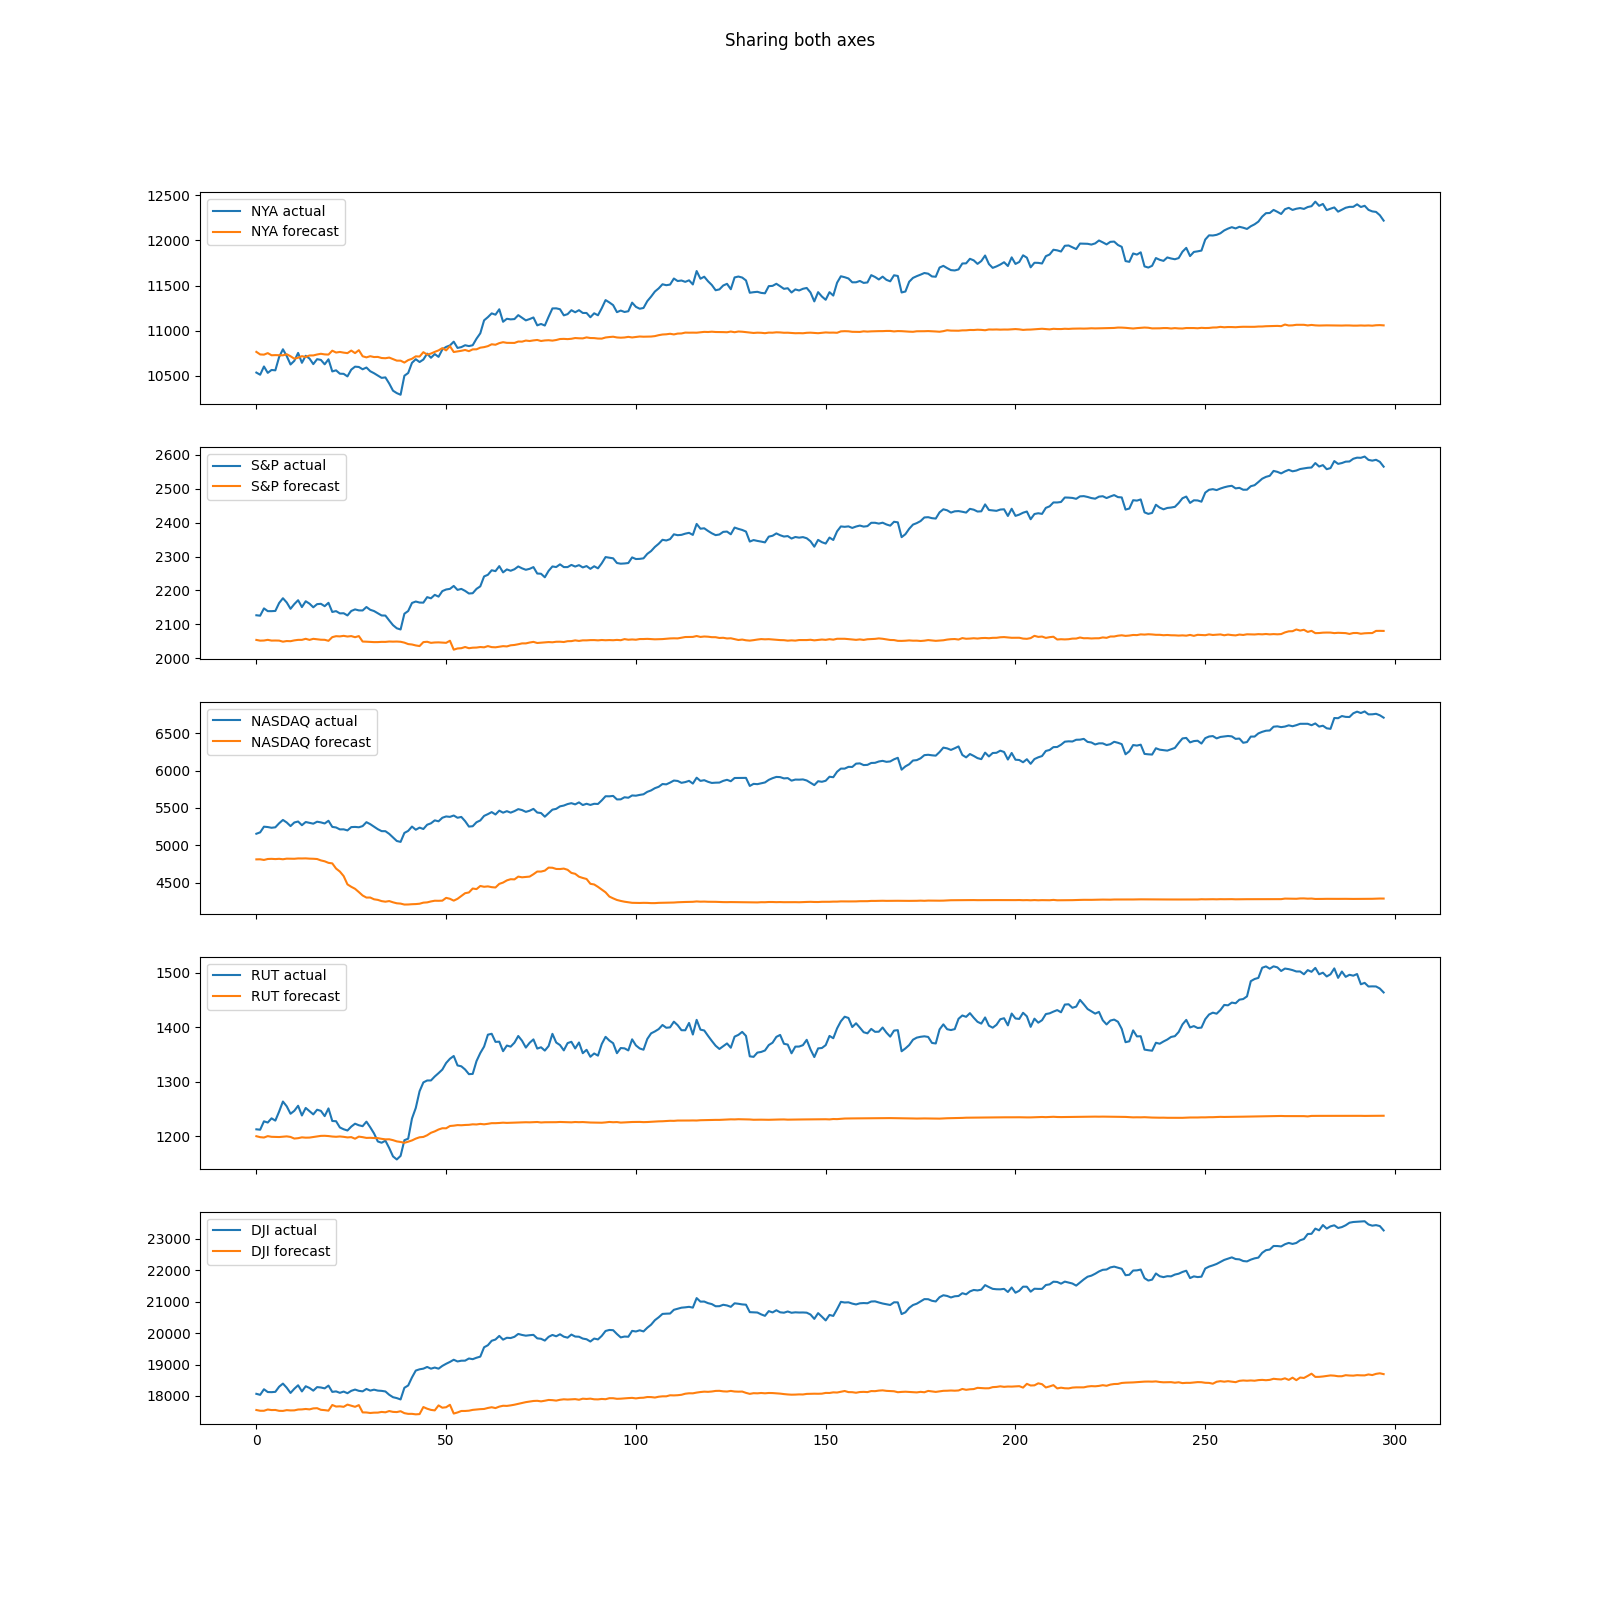 Sharing both axes
12500
12000
11500
11000
10500
NYA actual
NYA forecast
2600
2500
2400
2300
2200
2100
2000
S&P actual
S&P forecast
6500
6000
5500
5000
4500
NASDAQ actual
NASDAQ forecast
1500
1400
1300
1200
RUT actual
RUT forecast
23000
22000
21000
20000
19000
18000
DJI actual
DJI forecast
0 50 100 150 200 250 300